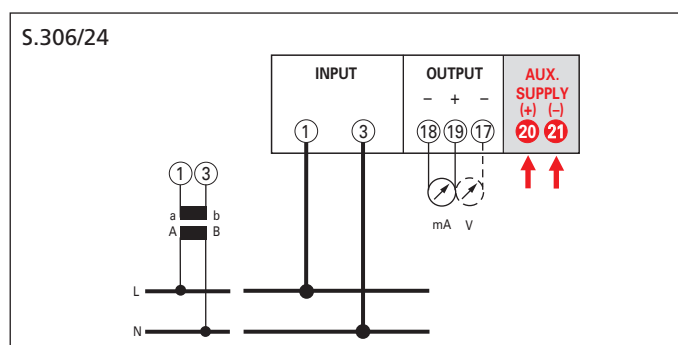 S.306/24
INPUT OUTPUT AUX.
SUPPLY
– + – (+) (–)
1 3 18 19 17 20 21
1 3
a b
A B
mA V
L
N